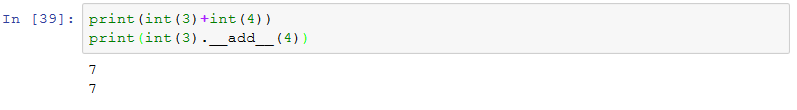 In [39]: print(int(3)+int(4))
print(int(3).__add__(4))
7
7